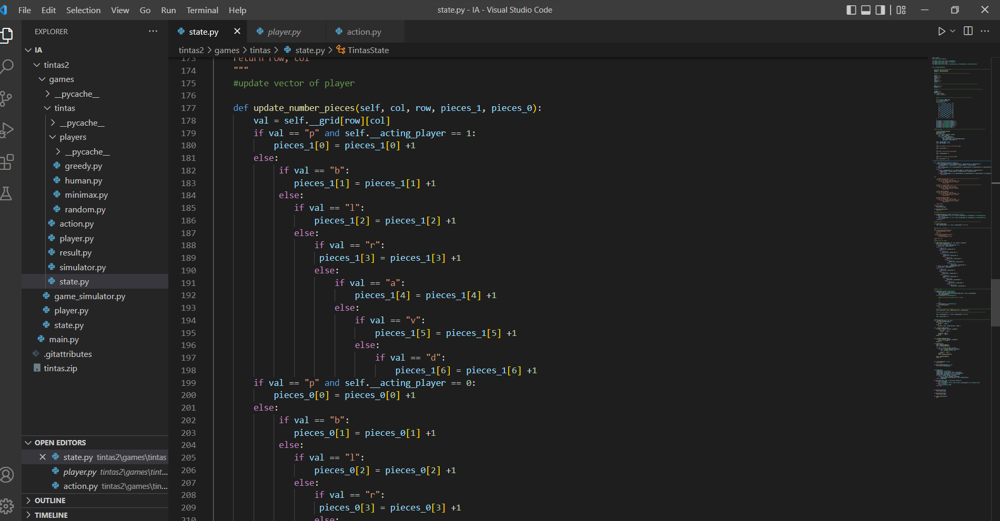 File Edit Selection View Go Run Terminal Help
state.py - IA - Visual Studio Code
EXPLORER
IA
tintas2
games
__pycache__
tintas
__pycache__
players
__pycache__
greedy.py
human.py
minimax.py
random.py
action.py
player.py
result.py
simulator.py
state.py
game_simulator.py
player.py
state.py
main.py
.gitattributes
tintas.zip
OPEN EDITORS
state.py tintas2\games\tintas
player.py tintas2\games\tint...
action.py tintas2\games\tin...
OUTLINE
TIMELINE
state.py player.py action.py
tintas2 > games > tintas > state.py > TintasState
173 return row, col
174 """
175 #update vector of player
176
177 def update_number_pieces(self, col, row, pieces_1, pieces_0):
178 val = self.__grid[row][col]
179 if val == "p" and self.__acting_player == 1:
180 pieces_1[0] = pieces_1[0] +1
181 else:
182 if val == "b":
183 pieces_1[1] = pieces_1[1] +1
184 else:
185 if val == "l":
186 pieces_1[2] = pieces_1[2] +1
187 else:
188 if val == "r":
189 pieces_1[3] = pieces_1[3] +1
190 else:
191 if val == "a":
192 pieces_1[4] = pieces_1[4] +1
193 else:
194 if val == "v":
195 pieces_1[5] = pieces_1[5] +1
196 else:
197 if val == "d":
198 pieces_1[6] = pieces_1[6] +1
199 if val == "p" and self.__acting_player == 0:
200 pieces_0[0] = pieces_0[0] +1
201 else:
202 if val == "b":
203 pieces_0[1] = pieces_0[1] +1
204 else:
205 if val == "l":
206 pieces_0[2] = pieces_0[2] +1
207 else:
208 if val == "r":
209 pieces_0[3] = pieces_0[3] +1
210 else: